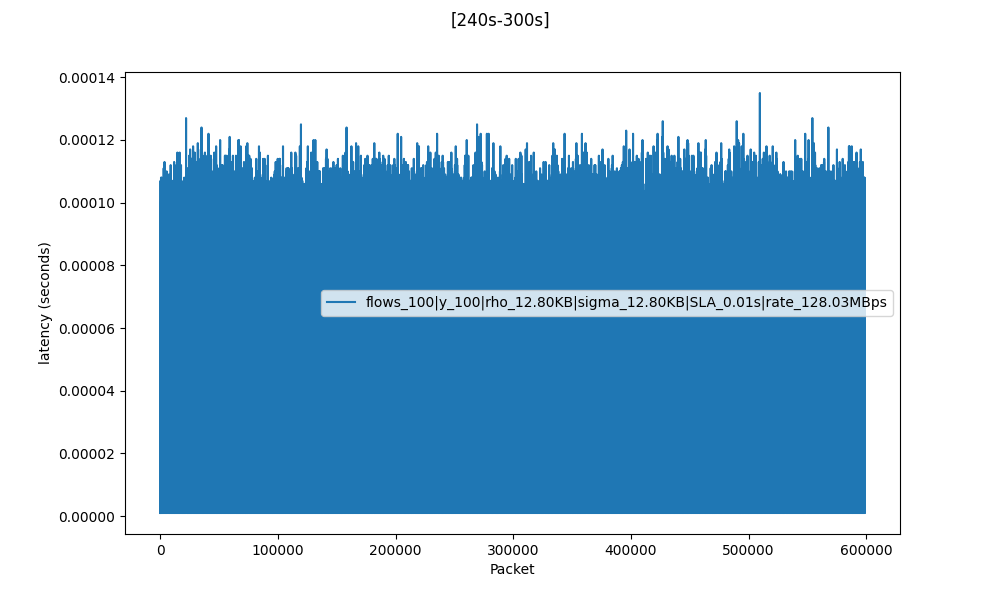 [240s-300s]
0.00014
0.00012
0.00010
0.00008
0.00006
0.00004
0.00002
0.00000
latency (seconds)
flows_100|y_100|rho_12.80KB|sigma_12.80KB|SLA_0.01s|rate_128.03MBps
0 100000 200000 300000 400000 500000 600000
Packet